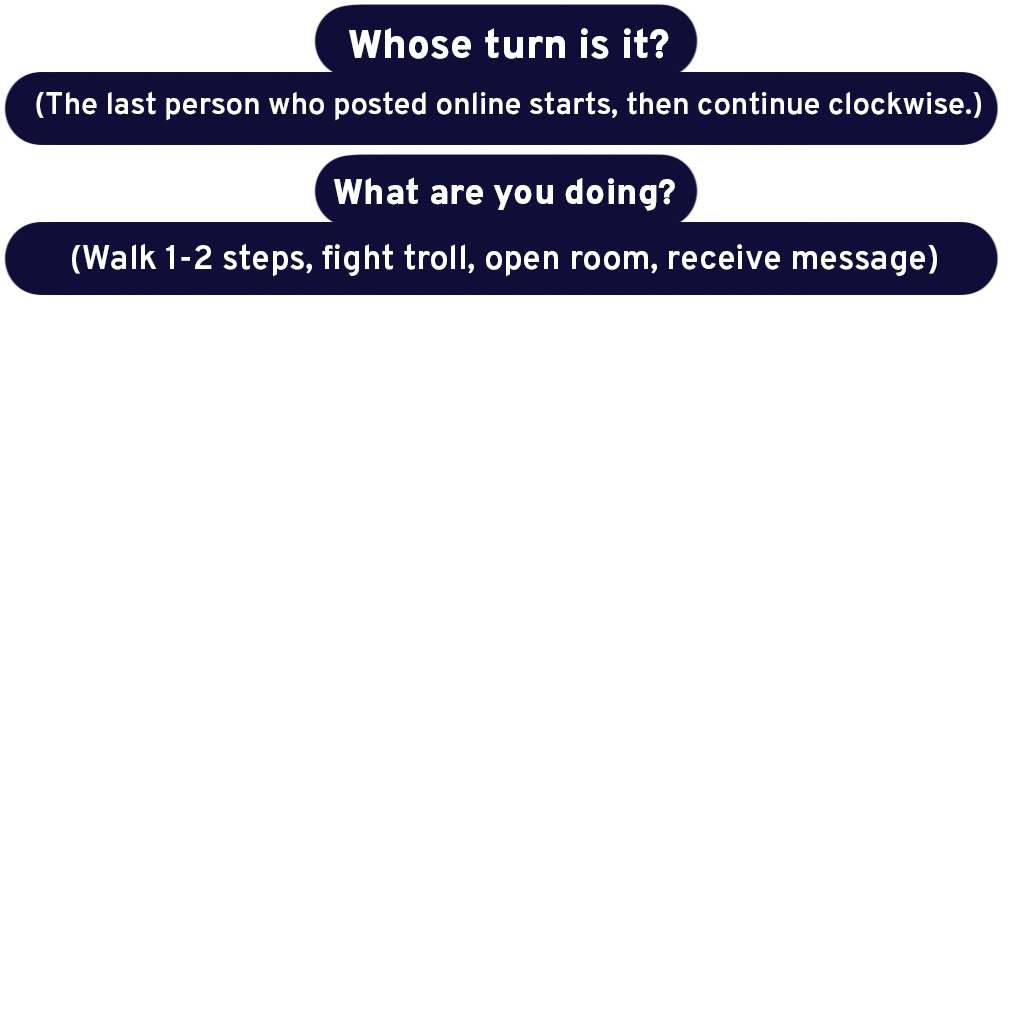 Whose turn is it?
(The last person who posted online starts, then continue clockwise.)
What are you doing?
(Walk 1-2 steps, fight troll, open room, receive message)